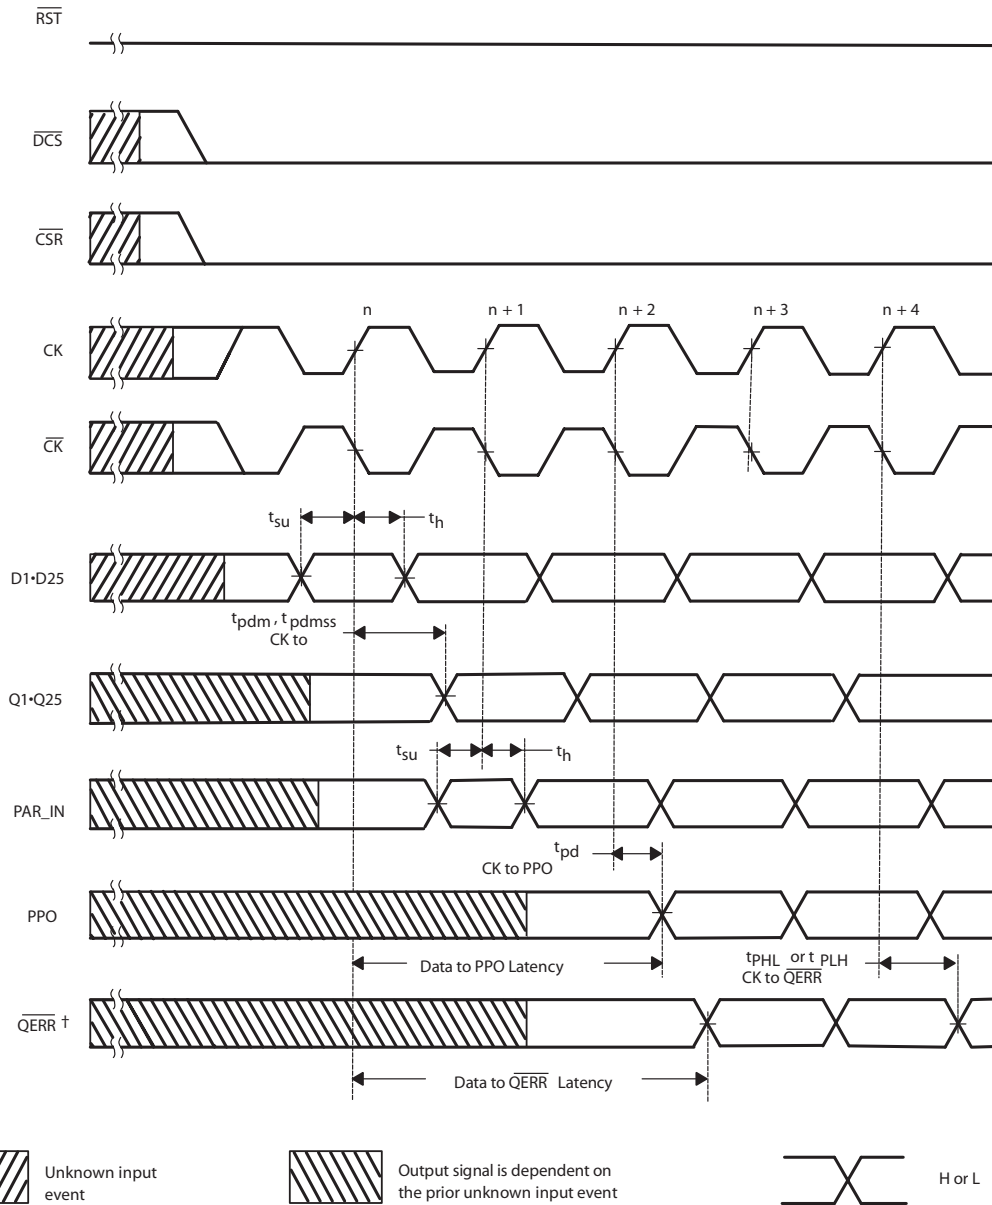 RST
DCS
CSR
n n + 1 n + 2 n + 3 n + 4
CK
CK
tsu th
D1•D25
tpdm , t pdmss
CK to
Q1•Q25
tsu th
PAR_IN
tpd
CK to PPO
PPO
Data to PPO Latency
tPHL or t PLH
CK to QERR
QERR †
Data to QERR Latency
Unknown input
event
Output signal is dependent on
the prior unknown input event
H or L